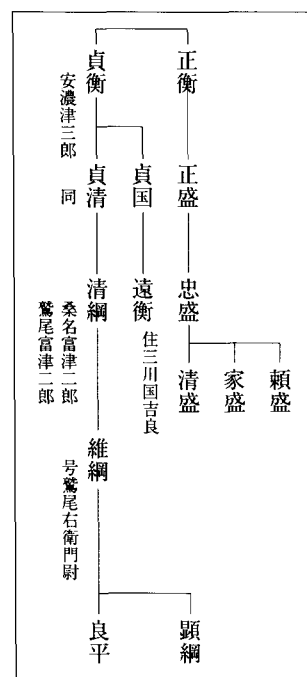 正衡
正盛
忠盛
頼盛
家盛
清盛
貞衡
安濃津三郎
貞国
遠衡
住三川国吉良
貞清
同
清綱
桑名富津二郎
鷲尾富津二郎
維綱
号鷲尾右衛門尉
顕綱
良平